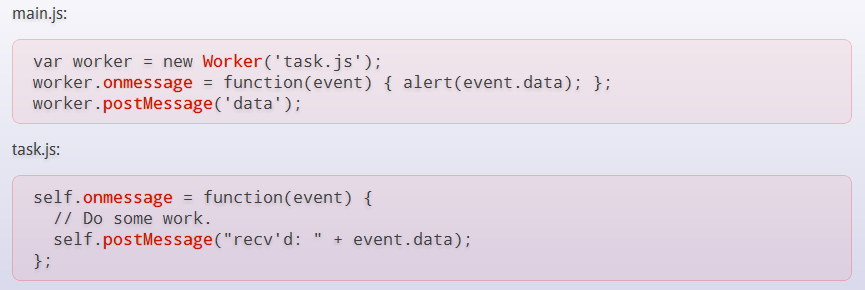 main.js:
var worker = new Worker('task.js');
worker.onmessage = function(event) { alert(event.data); };
worker.postMessage('data');
task.js:
self.onmessage = function(event) {
// Do some work.
self.postMessage("recv'd: " + event.data);
};